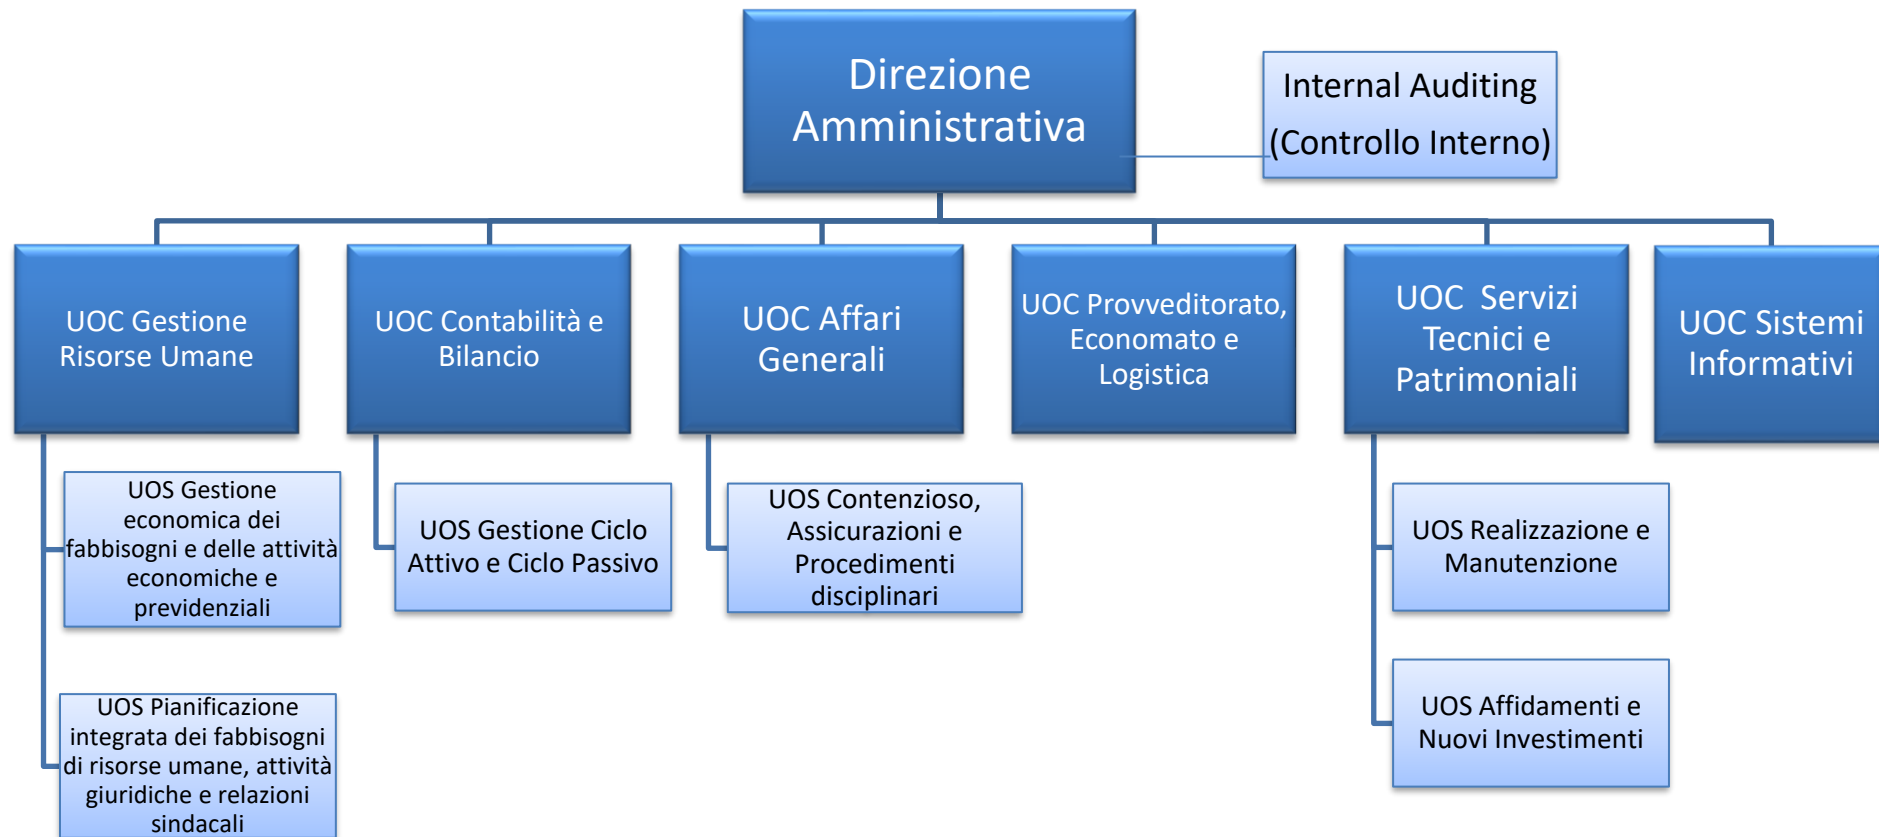 Direzione
Amministrativa
Internal Auditing
(Controllo Interno)
UOC Gestione
Risorse Umane
UOC Contabilità e
Bilancio
UOC Affari
Generali
UOC Provveditorato,
Economato e
Logistica
UOC  Servizi
Tecnici e
Patrimoniali
UOC Sistemi
Informativi
UOS Gestione
economica dei
fabbisogni e delle attività
economiche e
previdenziali
UOS Pianificazione
integrata dei fabbisogni
di risorse umane, attività
giuridiche e relazioni
sindacali
UOS Gestione Ciclo
Attivo e Ciclo Passivo
UOS Contenzioso,
Assicurazioni e
Procedimenti
disciplinari
UOS Realizzazione e
Manutenzione
UOS Affidamenti e
Nuovi Investimenti